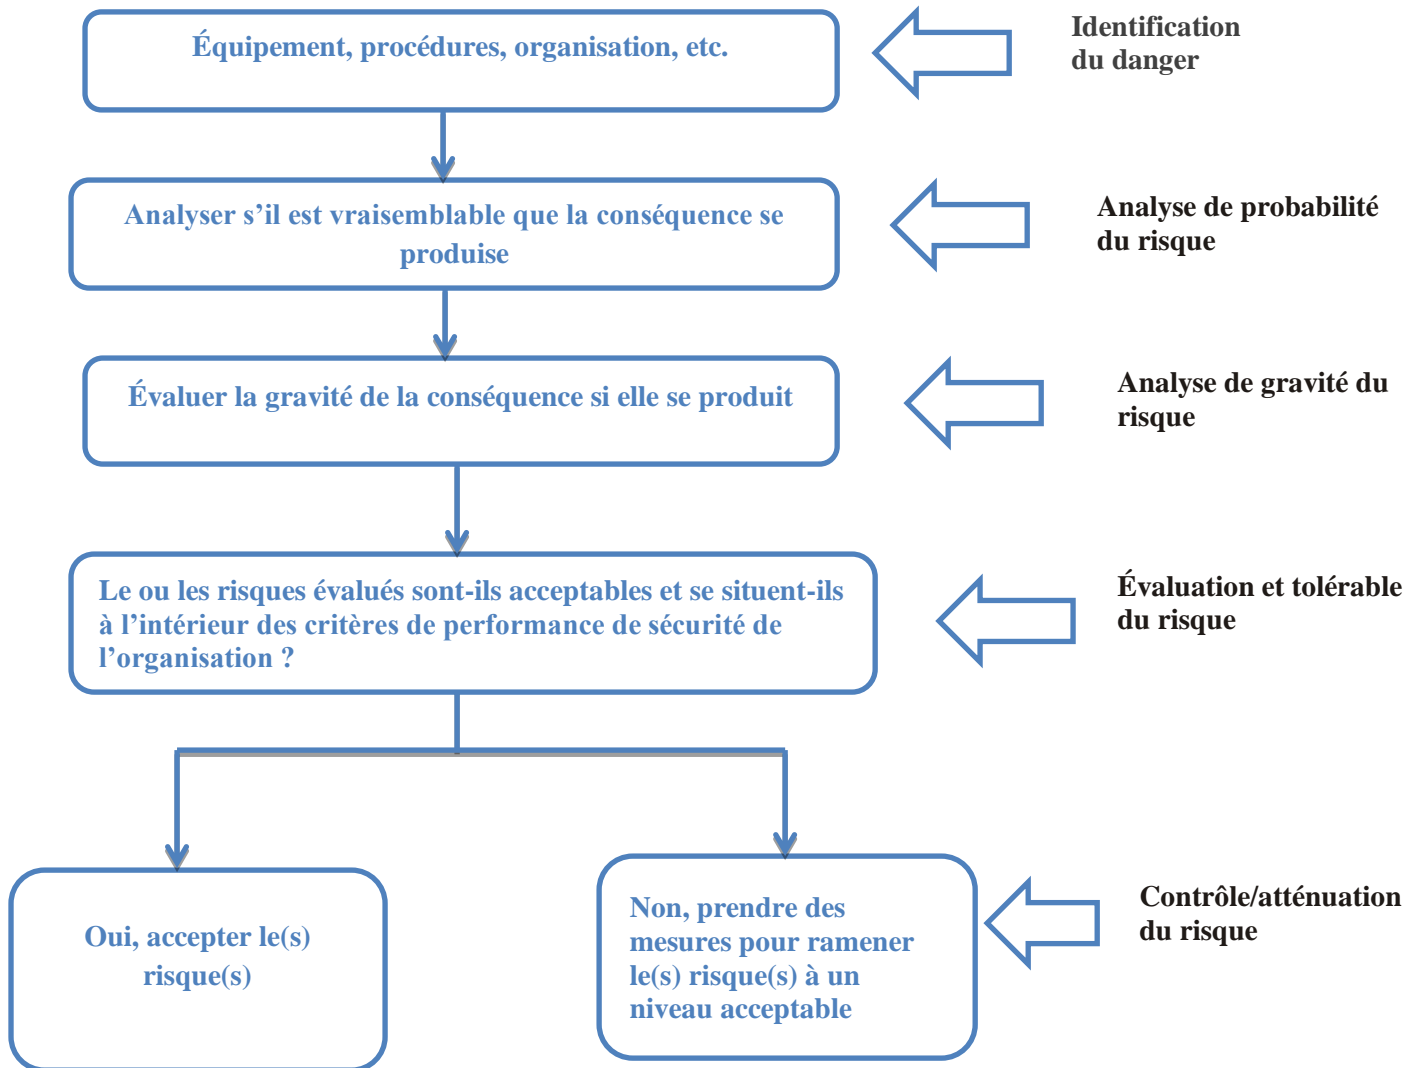 Équipement, procédures, organisation, etc.
Identification
du danger
Analyser s’il est vraisemblable que la conséquence se
produise
Analyse de probabilité
du risque
Évaluer la gravité de la conséquence si elle se produit
Analyse de gravité du
risque
Le ou les risques évalués sont-ils acceptables et se situent-ils
à l’intérieur des critères de performance de sécurité de
l’organisation ?
Évaluation et tolérable
du risque
Oui, accepter le(s)
risque(s)
Non, prendre des
mesures pour ramener
le(s) risque(s) à un
niveau acceptable
Contrôle/atténuation
du risque